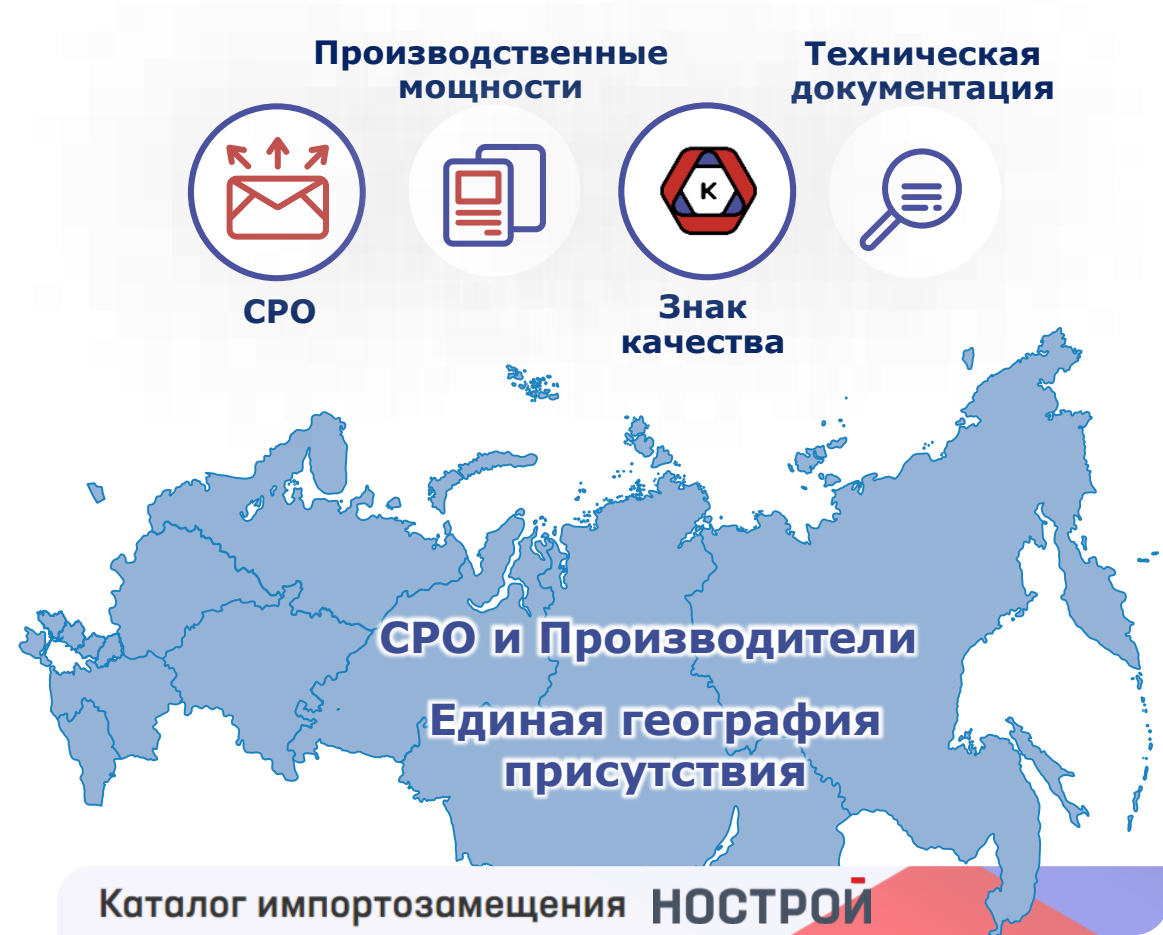 Производственные
мощности
Техническая
документация
К
СРО
Знак
качества
СРО и Производители
Единая география
присутствия
Каталог импортозамещения НОСТРОЙ